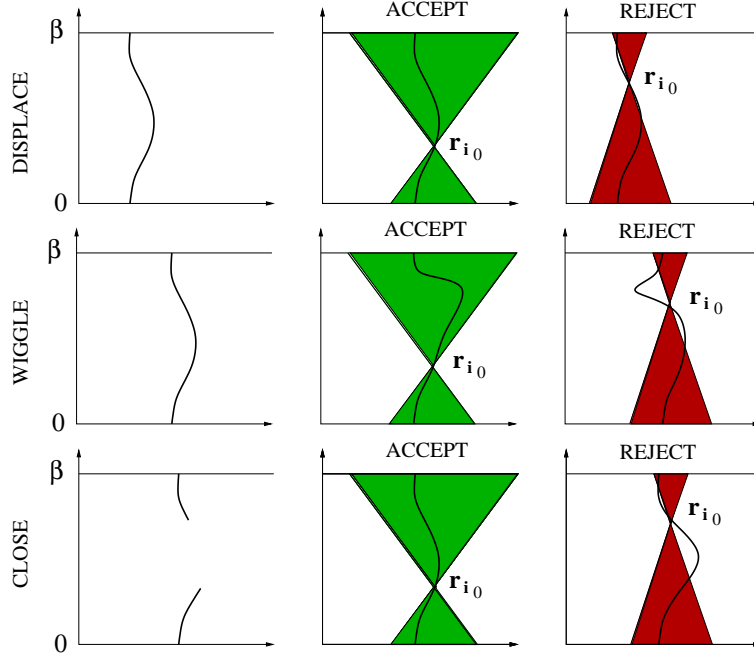 ACCEPT
REJECT
β
DISPLACE
r i 0
r i 0
0
ACCEPT
REJECT
β
WIGGLE
r i 0
r i 0
0
ACCEPT
REJECT
β
CLOSE
r i 0
r i 0
0